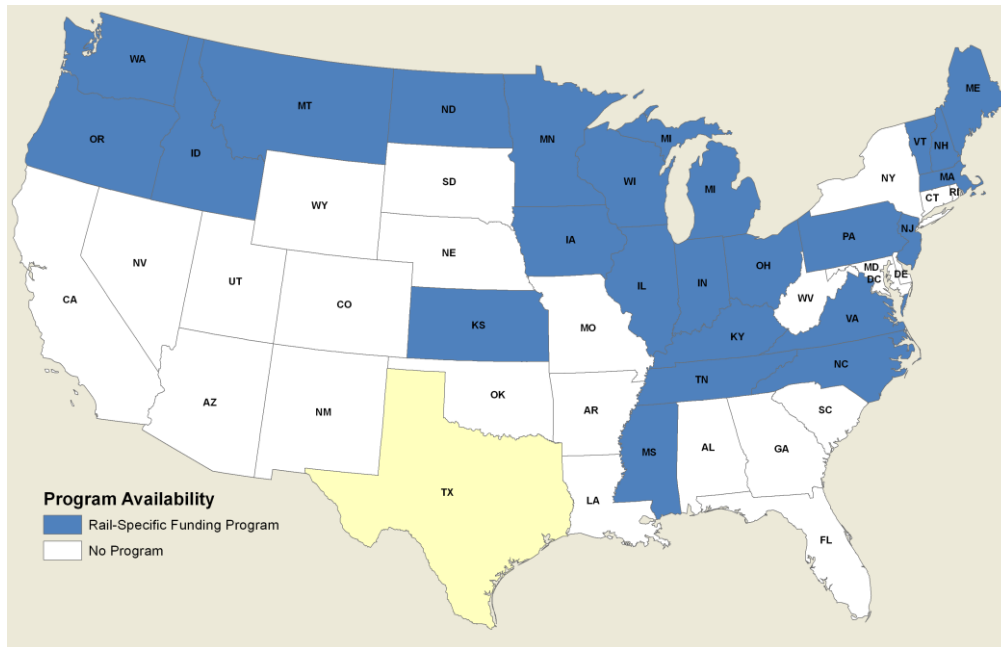 WA
MT
ND
MN
ME
OR
ID
WI
MI
MI
VT
NH
SD
WY
NY
MA
CT
RI
NE
IA
PA
NJ
NV
UT
IL
IN
OH
MD
DE
DC
CA
CO
WV
VA
KS
MO
KY
AZ
NM
OK
TN
NC
AR
SC
MS
AL
GA
TX
LA
FL
Program Availability
Rail-Specific Funding Program
No Program